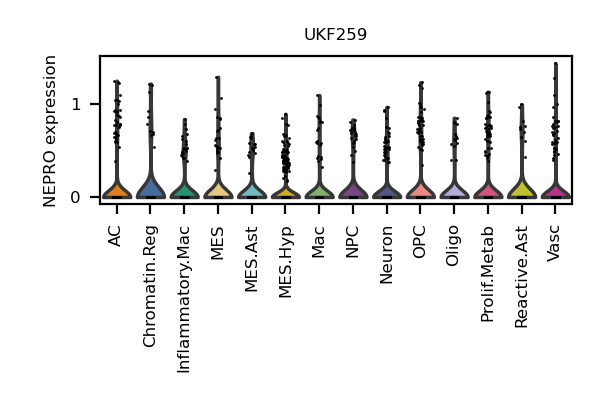 UKF259
NEPRO expression
1
0
AC
Chromatin.Reg
Inflammatory.Mac
MES
MES.Ast
MES.Hyp
Mac
NPC
Neuron
OPC
Oligo
Prolif.Metab
Reactive.Ast
Vasc